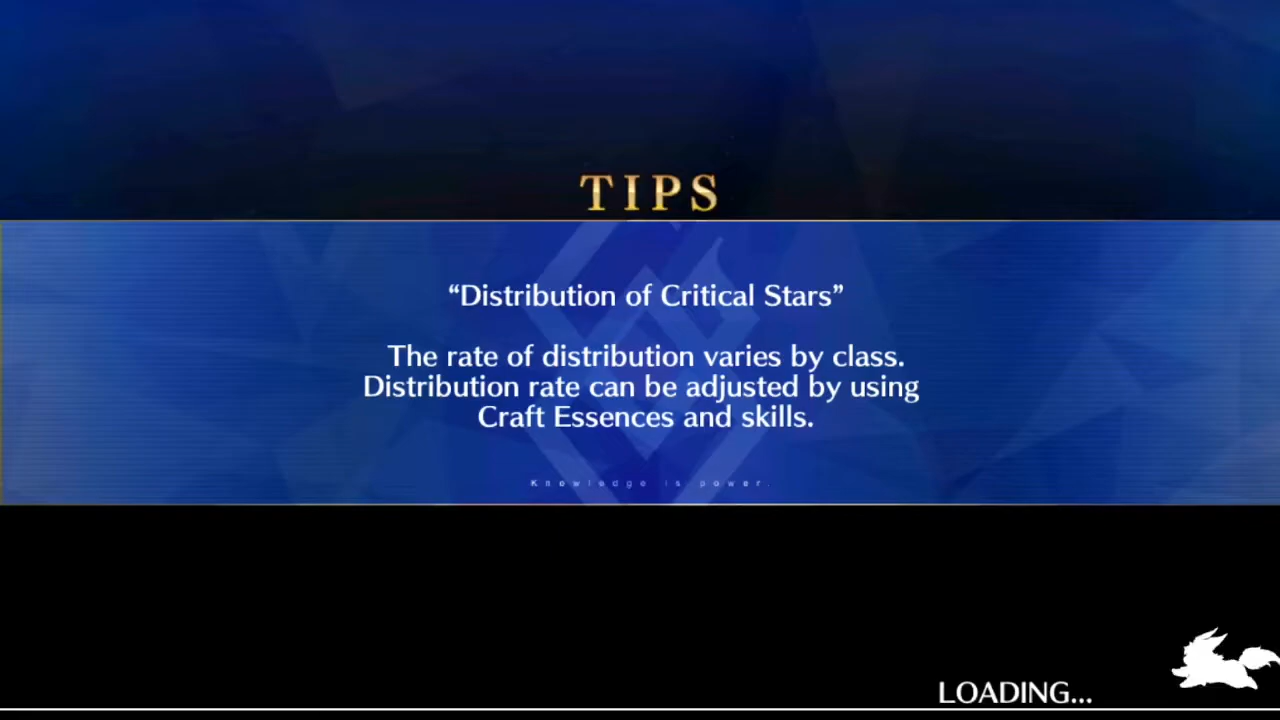 TIPS
“Distribution of Critical Stars”
The rate of distribution varies by class.
Distribution rate can be adjusted by using
Craft Essences and skills.
Knowledge is power.
LOADING...